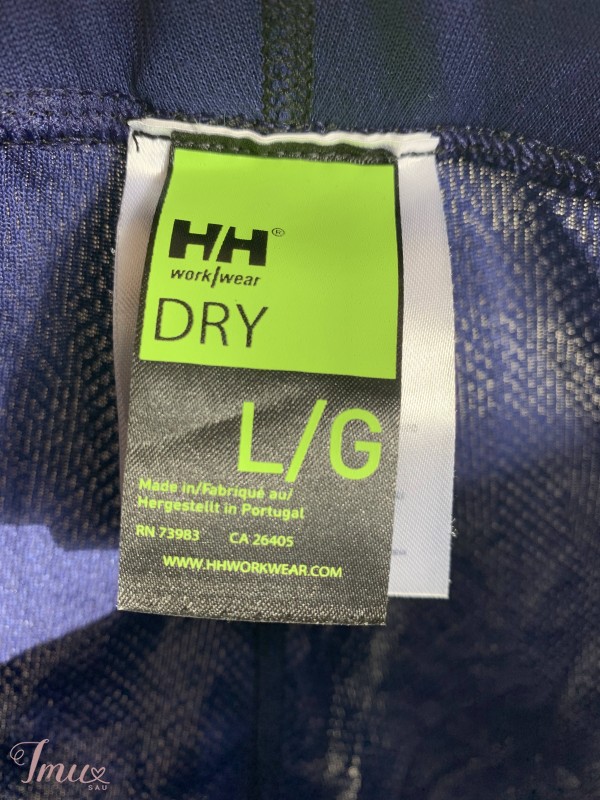 HH®
work/wear
DRY
L/G
Made in/Fabriqué au/
Hergestellt in Portugal
RN 73983 CA 26405
WWW.HHWORKWEAR.COM
Imu
SÄU